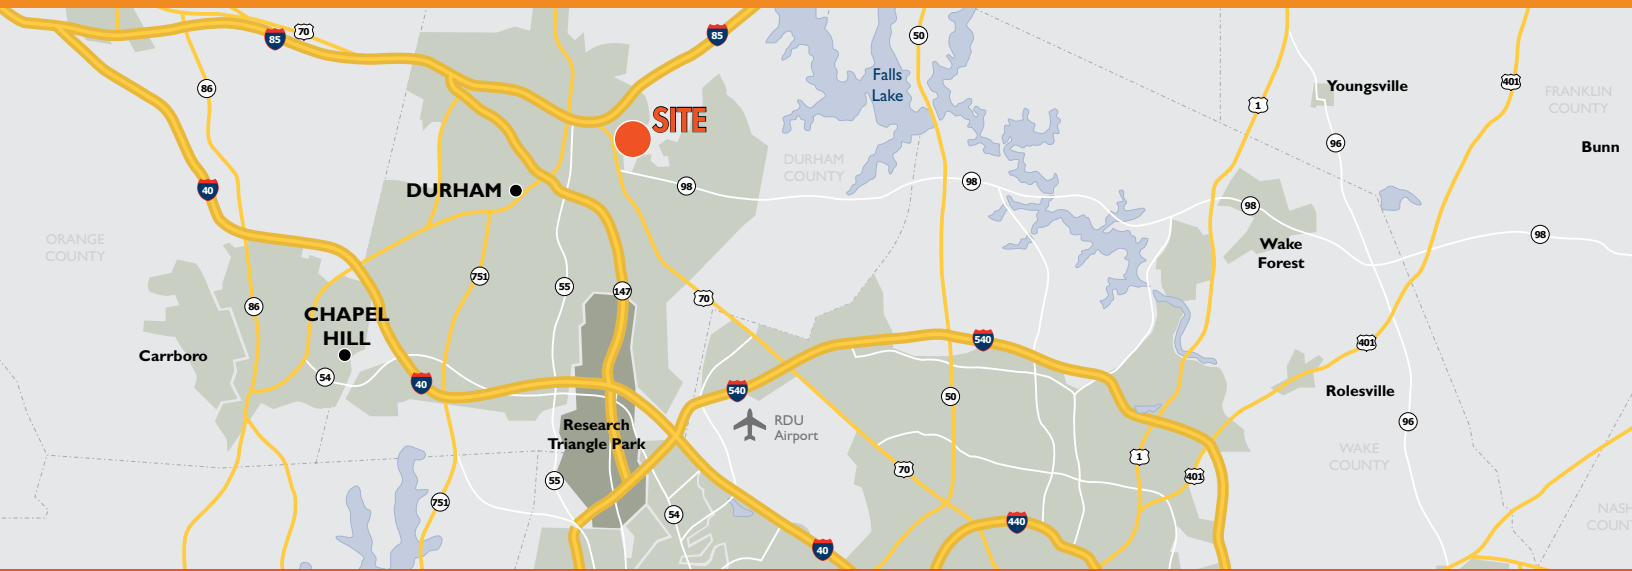 85
70
85
50
Falls
Lake
401
Youngsville
FRANKLIN
COUNTY
86
1
SITE
96
Bunn
DURHAM
COUNTY
40
DURHAM
98
98
98
98
ORANGE
COUNTY
Wake
Forest
751
55
147
70
86
CHAPEL
HILL
540
401
Carrboro
54
40
540
50
Rolesville
RDU
Airport
96
Research
Triangle Park
1
WAKE
COUNTY
70
401
55
751
54
440
NASH
COUNT
40